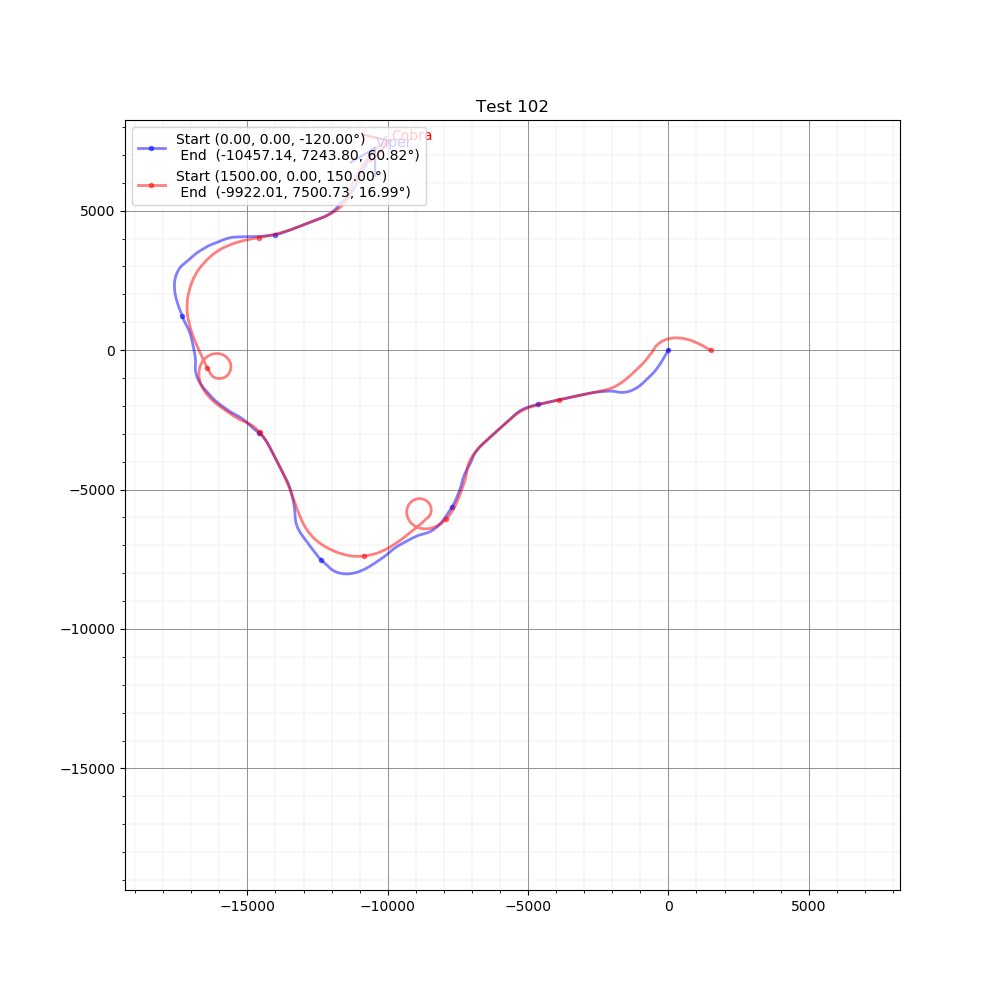 Test 102
Cobra
Viper
Start (0.00, 0.00, -120.00°)
End (-10457.14, 7243.80, 60.82°)
Start (1500.00, 0.00, 150.00°)
End (-9922.01, 7500.73, 16.99°)
5000
0
−5000
−10000
−15000
−15000
−10000
−5000
0
5000